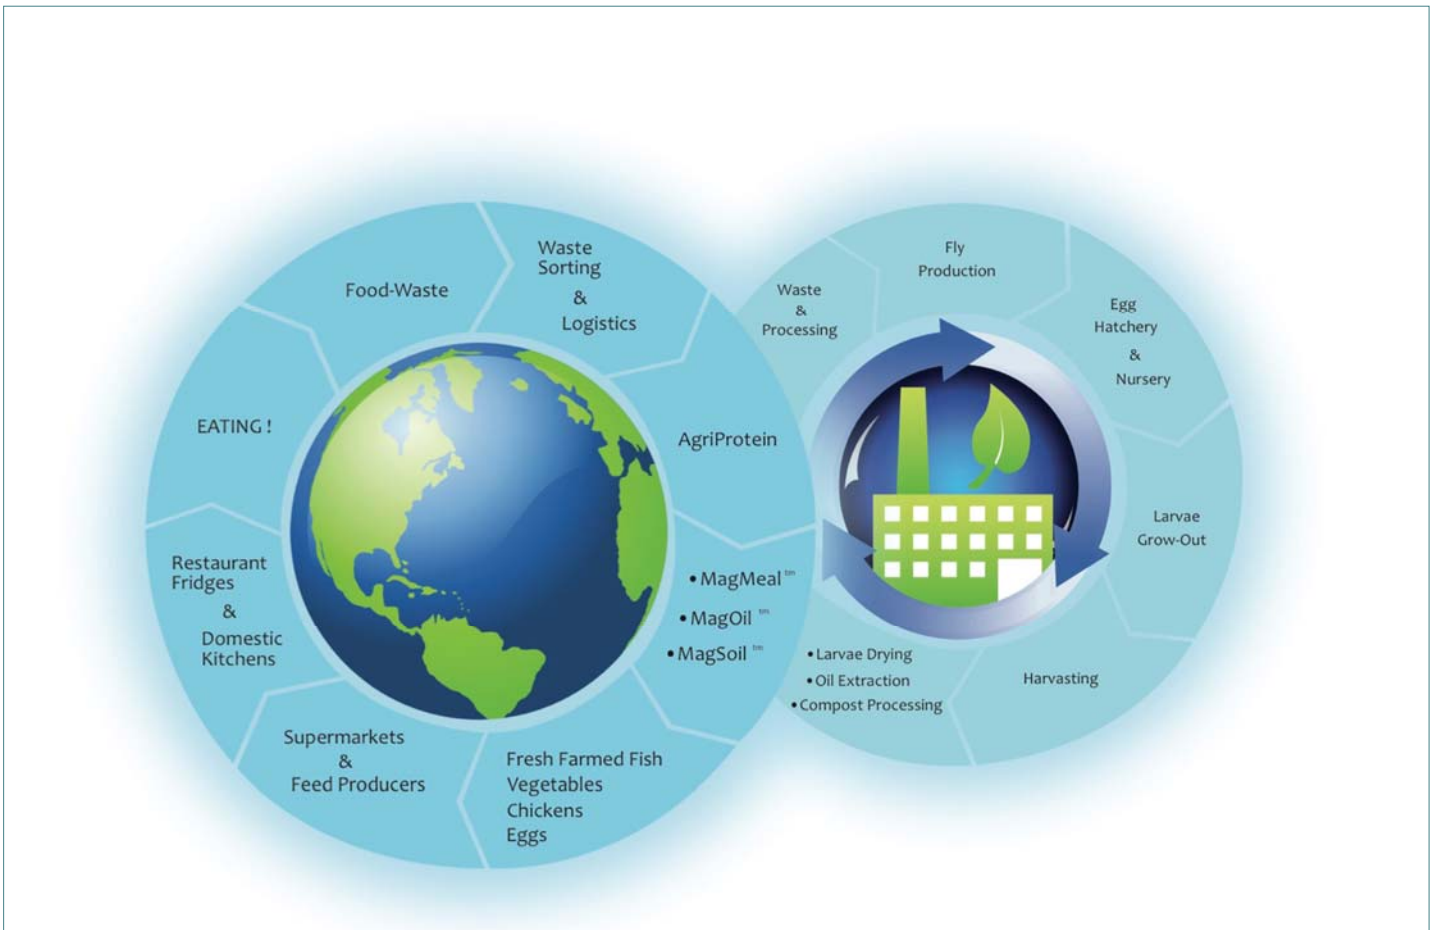 Food-Waste
Waste
Sorting
&
Logistics
AgriProtein
• MagMeal tm
• MagOil tm
• MagSoil tm
Fresh Farmed Fish
Vegetables
Chickens
Eggs
Supermarkets
&
Feed Producers
Restaurant
Fridges
&
Domestic
Kitchens
EATING !
Waste
&
Processing
Fly
Production
Egg
Hatchery
&
Nursery
Larvae
Grow-Out
Harvasting
• Larvae Drying
• Oil Extraction
• Compost Processing